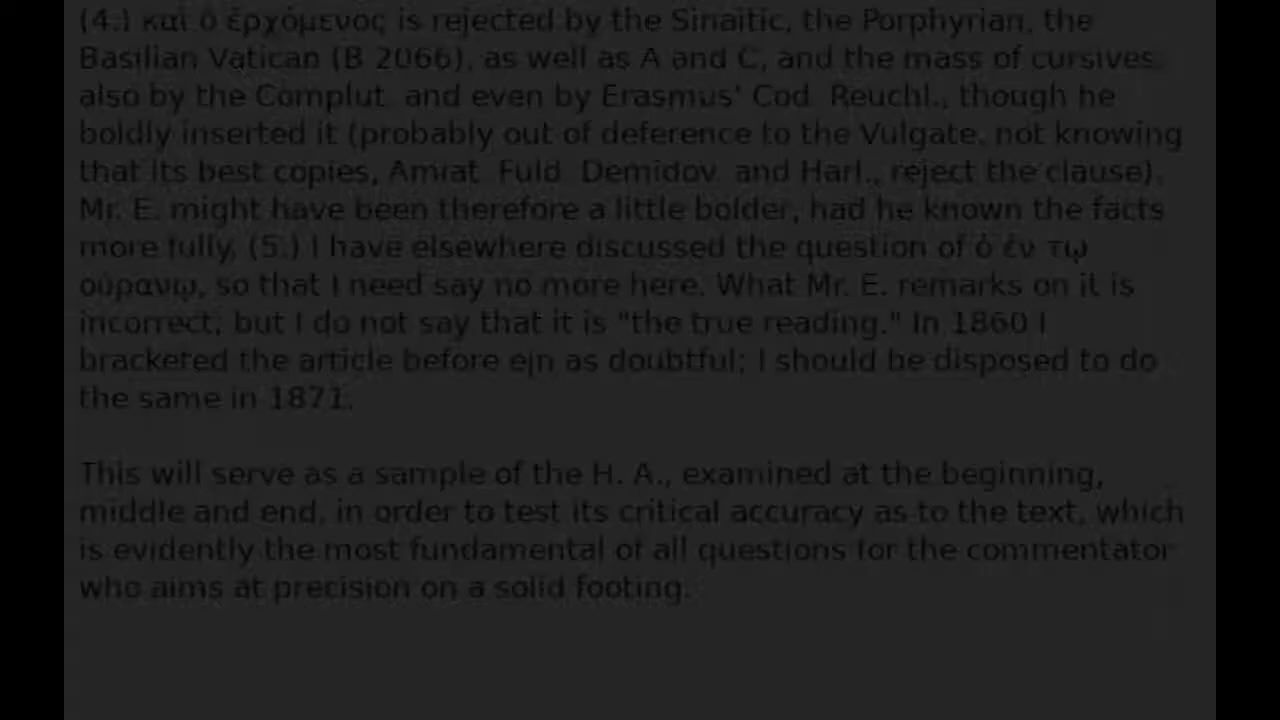 (4.) καὶ ὁ ἐρχόμενος is rejected by the Sinaitic, the Porphyrian, the
Basilian Vatican (B 2066), as well as A and C, and the mass of cursives,
also by the Complut. and even by Erasmus' Cod. Reuchl., though he
boldly inserted it (probably out of deference to the Vulgate, not knowing
that its best copies, Amiat. Fuld. Demidov. and Harl., reject the clause).
Mr. E. might have been therefore a little bolder, had he known the facts
more fully, (5.) I have elsewhere discussed the question of ὁ ἐν τῳ
οὐρανῳ, so that I need say no more here. What Mr. E. remarks on it is
incorrect; but I do not say that it is "the true reading." In 1860 I
bracketed the article before ejn as doubtful; I should be disposed to do
the same in 1871.
This will serve as a sample of the H. A., examined at the beginning,
middle and end, in order to test its critical accuracy as to the text, which
is evidently the most fundamental of all questions for the commentator
who aims at precision on a solid footing.